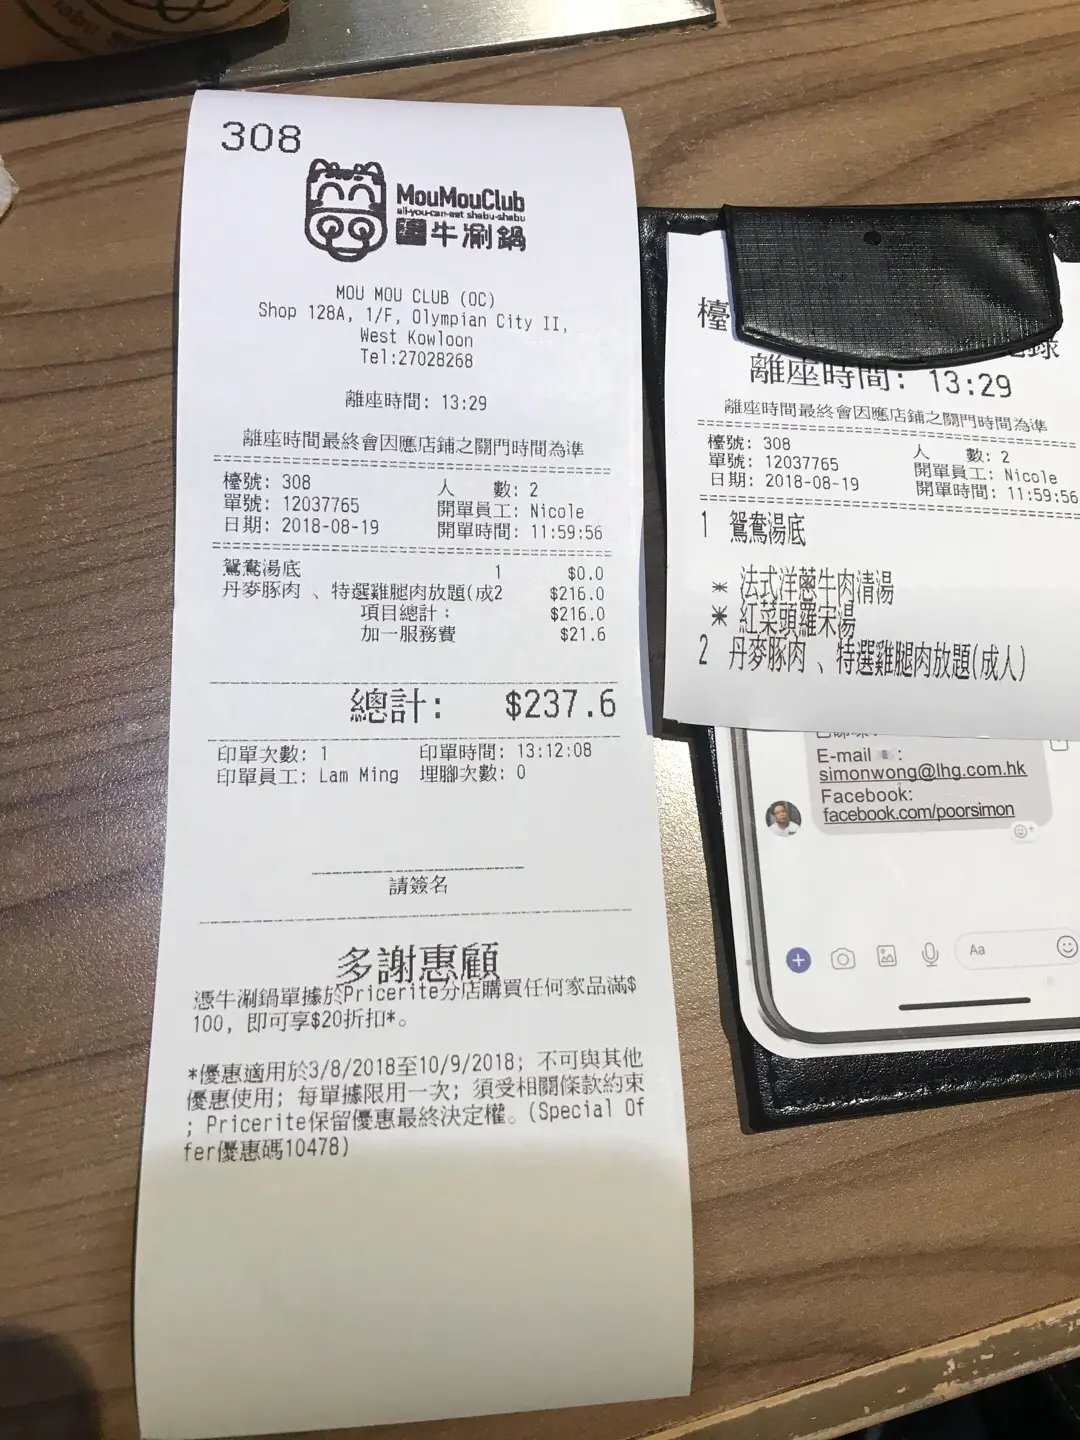 308
MouMouClub
all-you-can-eat shabu-shabu
牛涮鍋
MOU MOU CLUB (OC)
Shop 128A, 1/F, Olympian City II,
West Kowloon
Tel:27028268
離座時間: 13:29
離座時間最終會因應店鋪之關門時間為準
檯號: 308 人 數: 2
單號: 12037765 開單員工: Nicole
日期: 2018-08-19 開單時間: 11:59:56
鴛鴦湯底 1 $0.0
丹麥豚肉 、特選雞腿肉放題(成2 $216.0
項目總計: $216.0
加一服務費 $21.6
總計: $237.6
印單次數: 1 印單時間: 13:12:08
印單員工: Lam Ming 埋腳次數: 0
請簽名
多謝惠顧
憑牛涮鍋單據於Pricerite分店購買任何家品滿$
100, 即可享$20折扣*。
*優惠適用於3/8/2018至10/9/2018; 不可與其他
優惠使用; 每單據限用一次; 須受相關條款約束
; Pricerite保留優惠最終決定權。(Special Of
fer優惠碼10478)
檯
離座時間: 13:29
離座時間最終會因應店鋪之關門時間為準
檯號: 308 人 數: 2
單號: 12037765 開單員工: Nicole
日期: 2018-08-19 開單時間: 11:59:56
1 鴛鴦湯底
* 法式洋蔥牛肉清湯
* 紅菜頭羅宋湯
2 丹麥豚肉 、特選雞腿肉放題(成人)
E-mail :
simonwong@lhg.com.hk
Facebook:
facebook.com/poorsimon
Aa